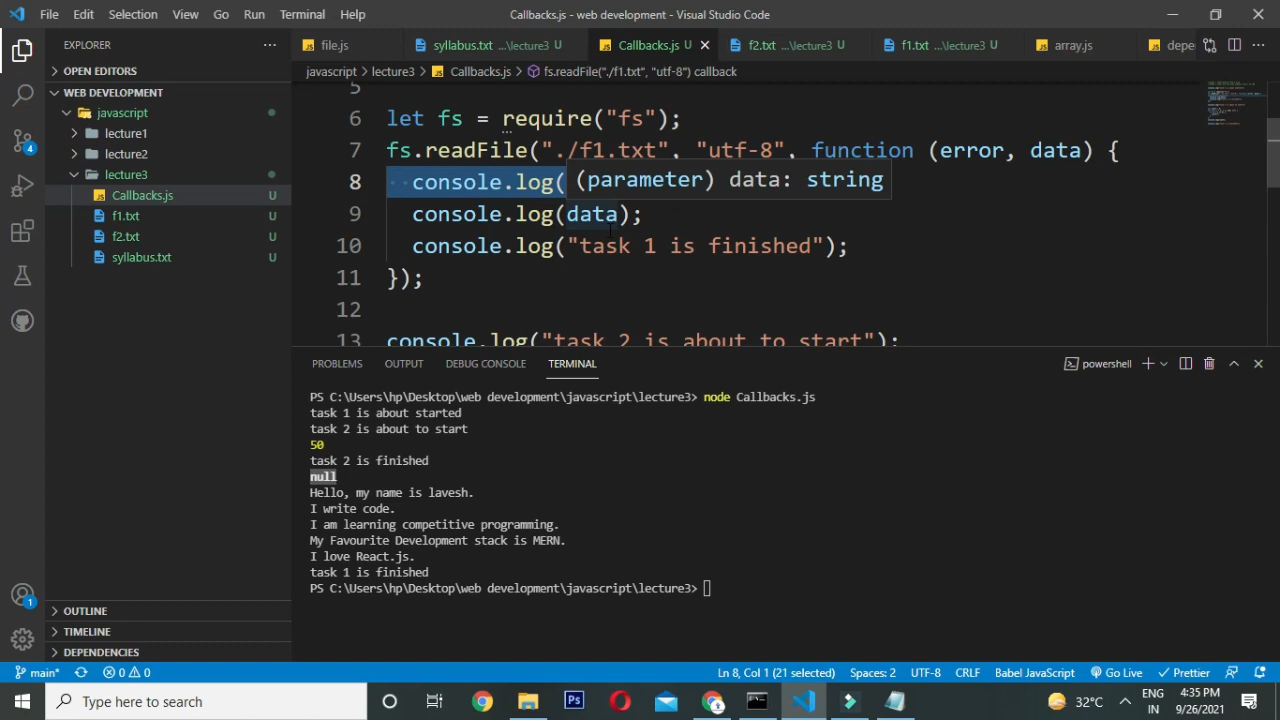 File Edit Selection View Go Run Terminal Help
Callbacks.js - web development - Visual Studio Code
EXPLORER
OPEN EDITORS
WEB DEVELOPMENT
javascript
lecture1
lecture2
lecture3
Callbacks.js U
f1.txt U
f2.txt U
syllabus.txt U
OUTLINE
TIMELINE
DEPENDENCIES
file.js
syllabus.txt ...\lecture3
Callbacks.js U
f2.txt ...\lecture3
f1.txt ...\lecture3
array.js
depe
javascript > lecture3 > Callbacks.js > fs.readFile("./f1.txt", "utf-8") callback
5
6 let fs = require("fs");
7 fs.readFile("./f1.txt", "utf-8", function (error, data) {
8 console.log(
(parameter) data: string
9 console.log(data);
10 console.log("task 1 is finished");
11 });
12
13 console.log("task 2 is about to start");
PROBLEMS OUTPUT DEBUG CONSOLE TERMINAL
powershell
PS C:\Users\hp\Desktop\web development\javascript\lecture3> node Callbacks.js
task 1 is about started
task 2 is about to start
50
task 2 is finished
null
Hello, my name is lavesh.
I write code.
I am learning competitive programming.
My Favourite Development stack is MERN.
I love React.js.
task 1 is finished
PS C:\Users\hp\Desktop\web development\javascript\lecture3>
4
1
main* 0 0
Ln 8, Col 1 (21 selected) Spaces: 2 UTF-8 CRLF Babel JavaScript Go Live Prettier
Type here to search
Ps
32°C
ENG
IN
4:35 PM
9/26/2021
3